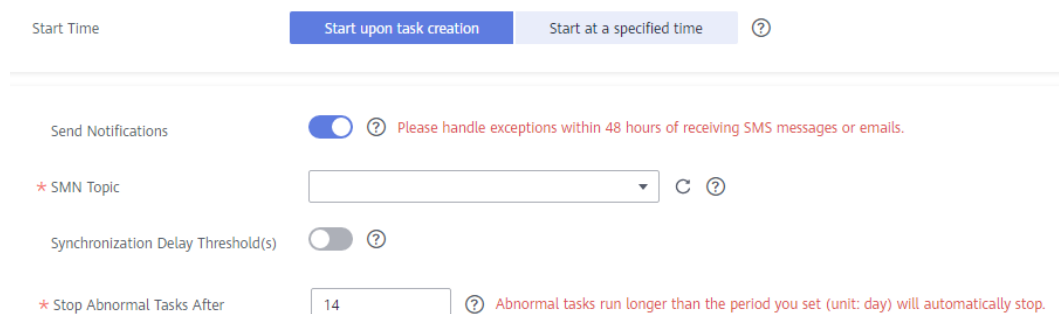 Start Time Start upon task creation Start at a specified time ?
Send Notifications ? Please handle exceptions within 48 hours of receiving SMS messages or emails.
* SMN Topic ?
Synchronization Delay Threshold(s) ?
* Stop Abnormal Tasks After 14 ? Abnormal tasks run longer than the period you set (unit: day) will automatically stop.